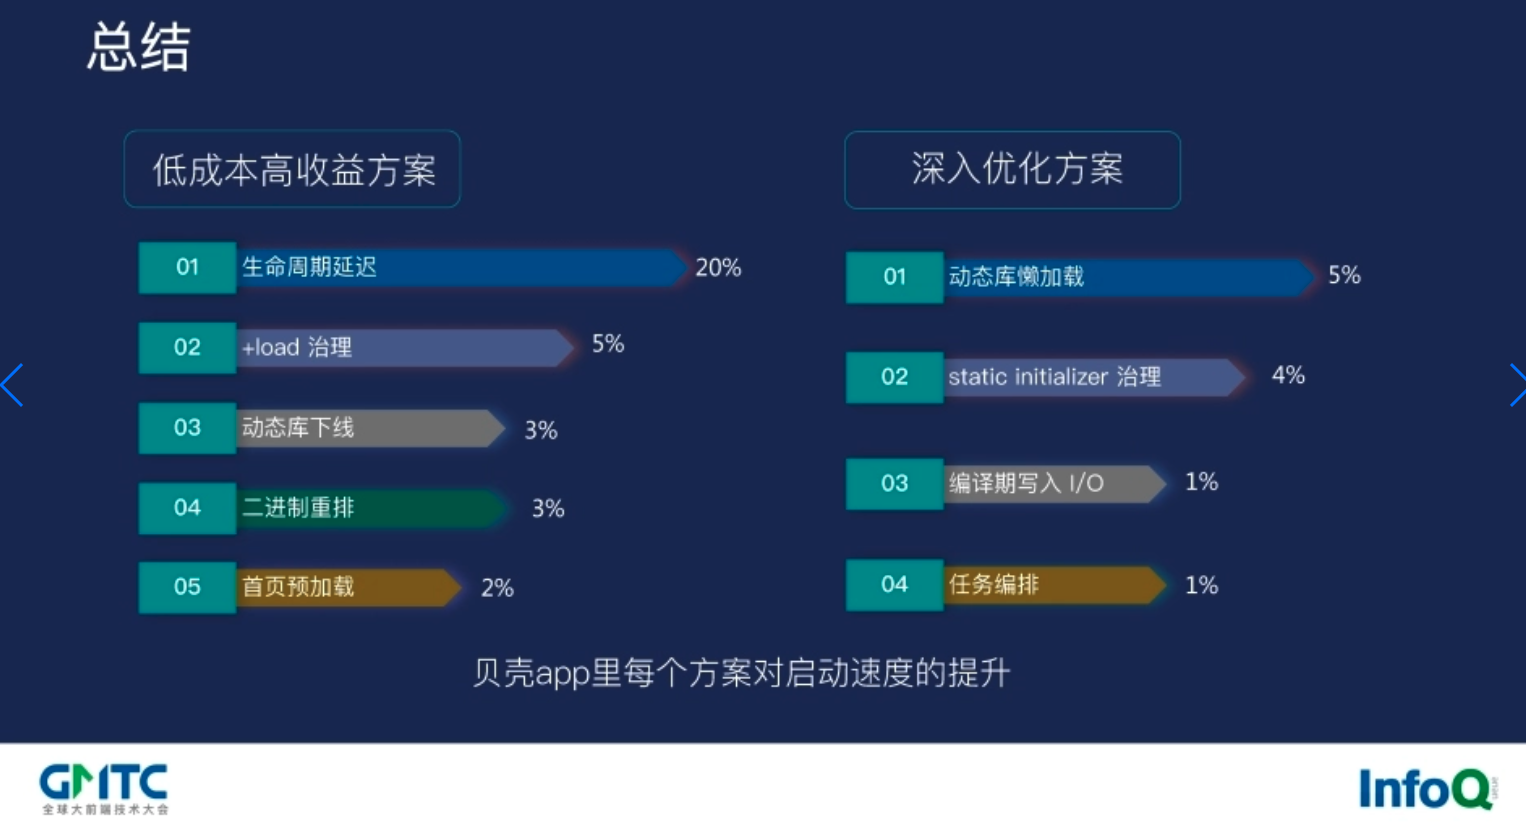 总结
低成本高收益方案
01 生命周期延迟 20%
02 +load 治理 5%
03 动态库下线 3%
04 二进制重排 3%
05 首页预加载 2%
深入优化方案
01 动态库懒加载 5%
02 static initializer 治理 4%
03 编译期写入 I/O 1%
04 任务编排 1%
贝壳app里每个方案对启动速度的提升
GMTC
全球大前端技术大会
InfoQ